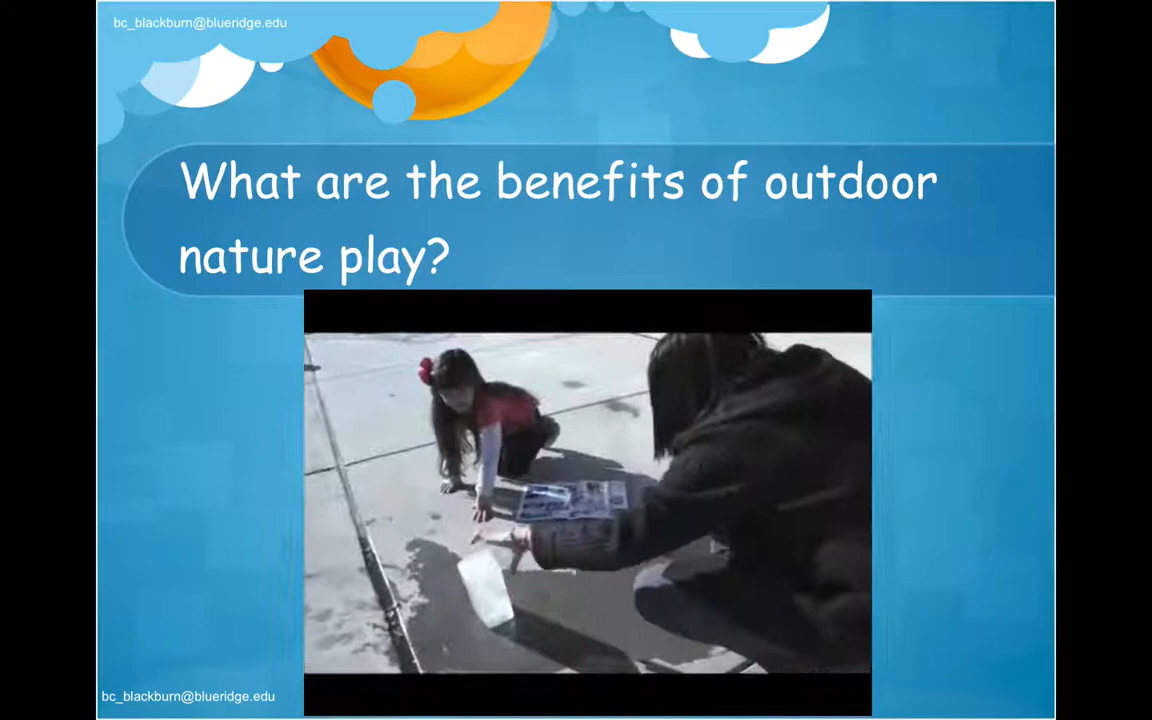 bc_blackburn@blueridge.edu
What are the benefits of outdoor
nature play?
bc_blackburn@blueridge.edu